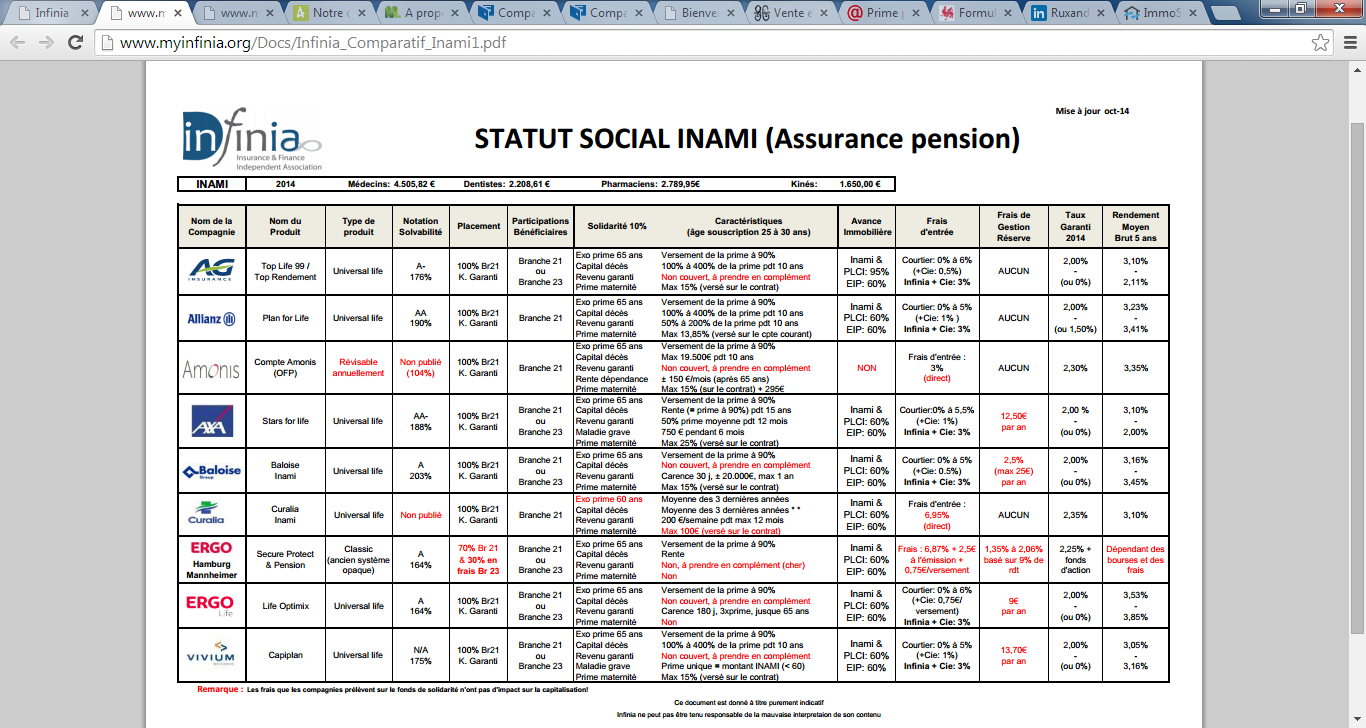 Infinia
www.n
www.n
Notre c
A prop
Compa
Compa
Bienve
Vente e
Prime p
Formul
Ruxand
ImmoS
www.myinfinia.org/Docs/Infinia_Comparatif_Inami1.pdf
Infinia
Insurance & Finance
Independent Association
Mise à jour oct-14
STATUT SOCIAL INAMI (Assurance pension)
INAMI 2014 Médecins: 4.505,82 € Dentistes: 2.208,61 € Pharmaciens: 2.789,95€ Kinés: 1.650,00 €
Nom de la Compagnie Nom du Produit Type de produit Notation Solvabilité Placement Participations Bénéficiaires Solidarité 10% Caractéristiques (âge souscription 25 à 30 ans) Avance Immobilière Frais d'entrée Frais de Gestion Réserve Taux Garanti 2014 Rendement Moyen Brut 5 ans
AG INSURANCE
Top Life 99 /
Top Rendement
Universal life
A-
176%
100% Br21
K. Garanti
Branche 21
ou
Branche 23
Exo prime 65 ans Versement de la prime à 90%
Capital décès 100% à 400% de la prime pdt 10 ans
Revenu garanti Non couvert, à prendre en complément
Prime maternité Max 15% (versé sur le contrat)
Inami &
PLCI: 95%
EIP: 60%
Courtier: 0% à 6%
(+Cie: 0,5%)
Infinia + Cie: 3%
AUCUN
2,00%
-
(ou 0%)
3,10%
-
2,11%
Allianz
Plan for Life
Universal life
AA
190%
100% Br21
K. Garanti
Branche 21
Exo prime 65 ans Versement de la prime à 90%
Capital décès 100% à 400% de la prime pdt 10 ans
Revenu garanti 50% à 200% de la prime pdt 10 ans
Prime maternité Max 13,85% (versé sur le cpte courant)
Inami &
PLCI: 60%
EIP: 60%
Courtier: 0% à 5%
(+Cie: 1% )
Infinia + Cie: 3%
AUCUN
2,00%
-
(ou 1,50%)
3,23%
-
3,41%
Amonis
Compte Amonis
(OFP)
Révisable
annuellement
Non publié
(104%)
100% Br21
K. Garanti
Branche 21
Exo prime 65 ans Versement de la prime à 90%
Capital décès Max 19.500€ pdt 10 ans
Revenu garanti Non couvert, à prendre en complément
Rente dépendance ± 150 €/mois (après 65 ans)
Prime maternité Max 15% (sur le contrat) + 295€
NON
Frais d'entrée :
3%
(direct)
AUCUN
2,30%
3,35%
AXA
Stars for life
Universal life
AA-
188%
100% Br21
K. Garanti
Branche 21
ou
Branche 23
Exo prime 65 ans Versement de la prime à 90%
Capital décès Rente (= prime à 90%) pdt 15 ans
Revenu garanti 50% prime moyenne pdt 12 mois
Maladie grave 750 € pendant 6 mois
Prime maternité Max 25% (versé sur le contrat)
Inami &
PLCI: 60%
EIP: 60%
Courtier:0% à 5,5%
(+Cie: 1%)
Infinia + Cie: 3%
12,50€
par an
2,00 %
-
(ou 0%)
3,10%
-
2,00%
Baloise
Group
Baloise
Inami
Universal life
A
203%
100% Br21
K. Garanti
Branche 21
ou
Branche 23
Exo prime 65 ans Versement de la prime à 90%
Capital décès Non couvert, à prendre en complément
Revenu garanti Carence 30 j, ± 20.000€, max 1 an
Prime maternité Max 15% (versé sur le contrat)
Inami &
PLCI: 60%
EIP: 60%
Courtier: 0% à 5%
(+Cie: 0.5%)
Infinia + Cie: 3%
2,5%
(max 25€)
par an
2,00%
-
(ou 0%)
3,16%
-
3,45%
Curalia
Curalia
Inami
Universal life
Non publié
100% Br21
K. Garanti
Branche 21
Exo prime 60 ans Moyenne des 3 dernières années
Capital décès Moyenne des 3 dernières années * *
Revenu garanti 200 €/semaine pdt max 12 mois
Prime maternité Max 100€ (versé sur le contrat)
Inami &
PLCI: 60%
EIP: 60%
Frais d'entrée :
6,95%
(direct)
AUCUN
2,35%
3,10%
ERGO
Hamburg
Mannheimer
Secure Protect
& Pension
Classic
(ancien système
opaque)
A
164%
70% Br 21
& 30% en
frais Br 23
Branche 21
ou
Branche 23
Exo prime 65 ans Versement de la prime à 90%
Capital décès Rente
Revenu garanti Non, à prendre en complément (cher)
Prime maternité Non
Inami &
PLCI: 60%
EIP: 60%
Frais : 6,87% + 2,5€
à l'émission +
0,75€/versement
1,35% à 2,06%
basé sur 9% de
rdt
2,25% +
fonds
d'action
Dépendant des
bourses et des
frais
ERGO
Life
Life Optimix
Universal life
A
164%
100% Br21
K. Garanti
Branche 21
ou
Branche 23
Exo prime 65 ans Versement de la prime à 90%
Capital décès Non couvert, à prendre en complément
Revenu garanti Carence 180 j, 3xprime, jusque 65 ans
Prime maternité Non
Inami &
PLCI: 60%
EIP: 60%
Courtier: 0% à 6%
(+Cie: 0,75€/
versement)
Infinia + Cie: 3%
9€
par an
2,00%
-
(ou 0%)
3,53%
-
3,85%
VIVIUM
Capiplan
Universal life
N/A
175%
100% Br21
K. Garanti
Branche 21
ou
Branche 23
Exo prime 65 ans Versement de la prime à 90%
Capital décès 100% à 400% de la prime pdt 10 ans
Revenu garanti Non couvert, à prendre en complément
Maladie grave Prime unique = montant INAMI (< 60)
Prime maternité Max 15% (versé sur le contrat)
Inami &
PLCI: 60%
EIP: 60%
Courtier: 0% à 5%
(+Cie: 1%)
Infinia + Cie: 3%
13,70€
par an
2,00%
-
(ou 0%)
3,05%
-
3,16%
Remarque : Les frais que les compagnies prélèvent sur le fonds de solidarité n'ont pas d'impact sur la capitalisation!
Ce document est donné à titre purement indicatif
Infinia ne peut pas être tenu responsable de la mauvaise interpretaion de son contenu